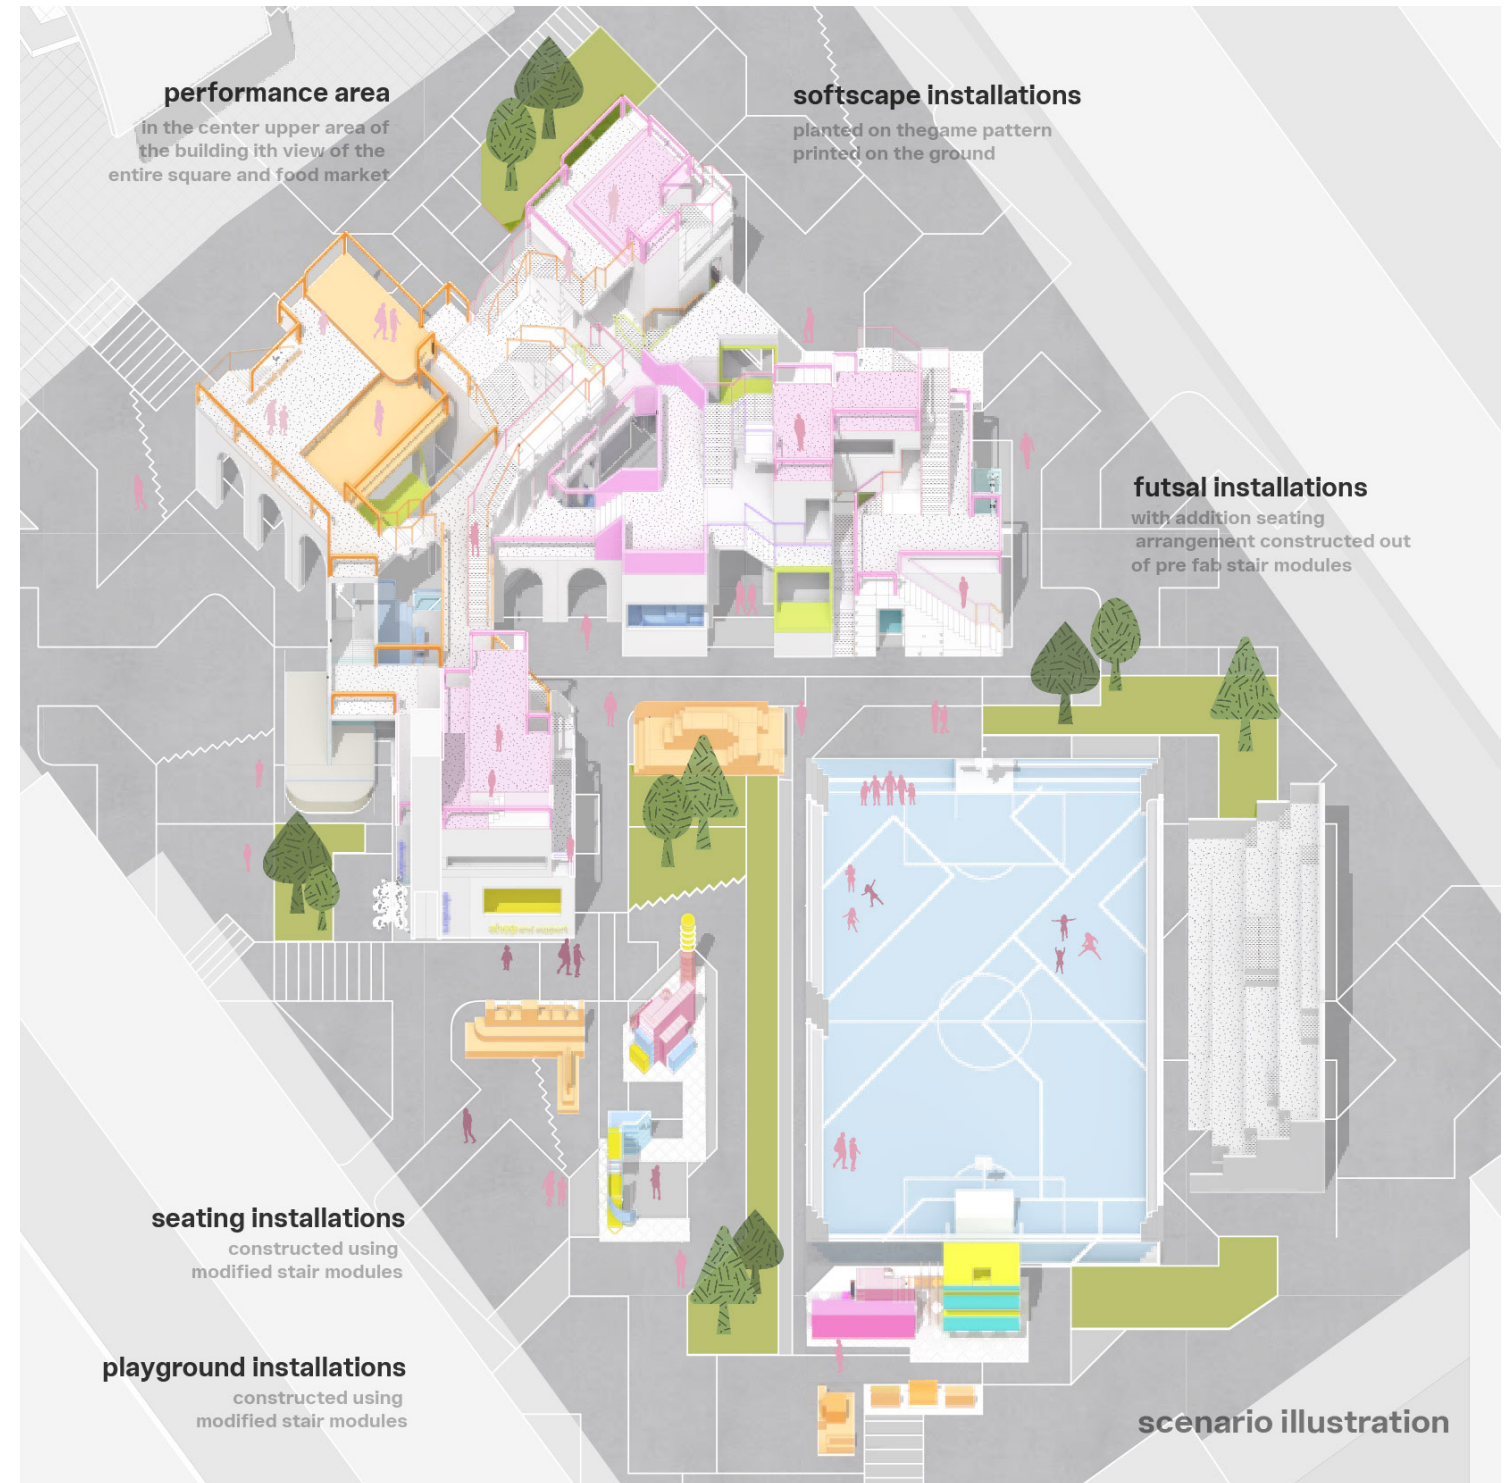 performance area
in the center upper area of
the building ith view of the
entire square and food market
softscape installations
planted on thegame pattern
printed on the ground
futsal installations
with addition seating
arrangement constructed out
of pre fab stair modules
shop and support
seating installations
constructed using
modified stair modules
playground installations
constructed using
modified stair modules
scenario illustration